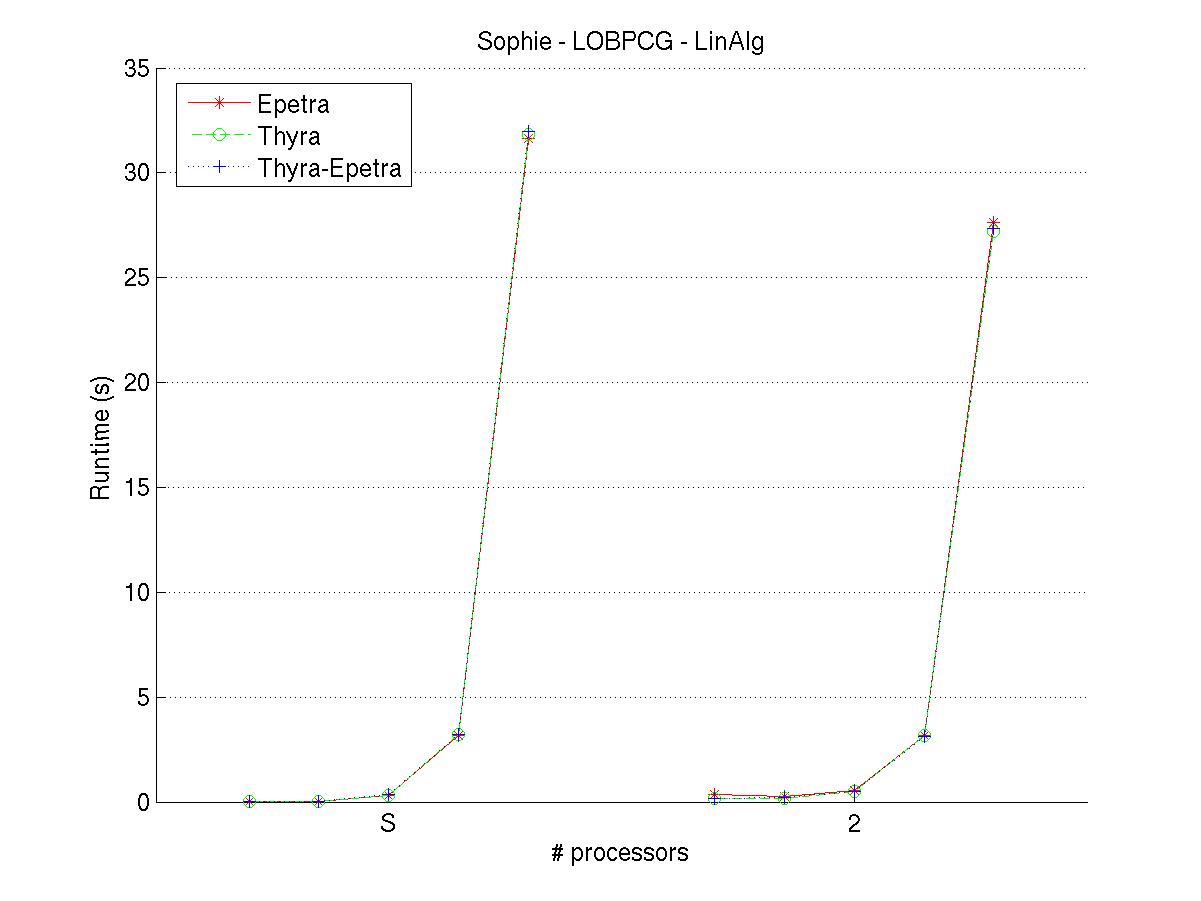 Sophie - LOBPCG - LinAlg
35
30
25
20
15
10
5
0
Runtime (s)
Epetra
Thyra
Thyra-Epetra
S
2
# processors